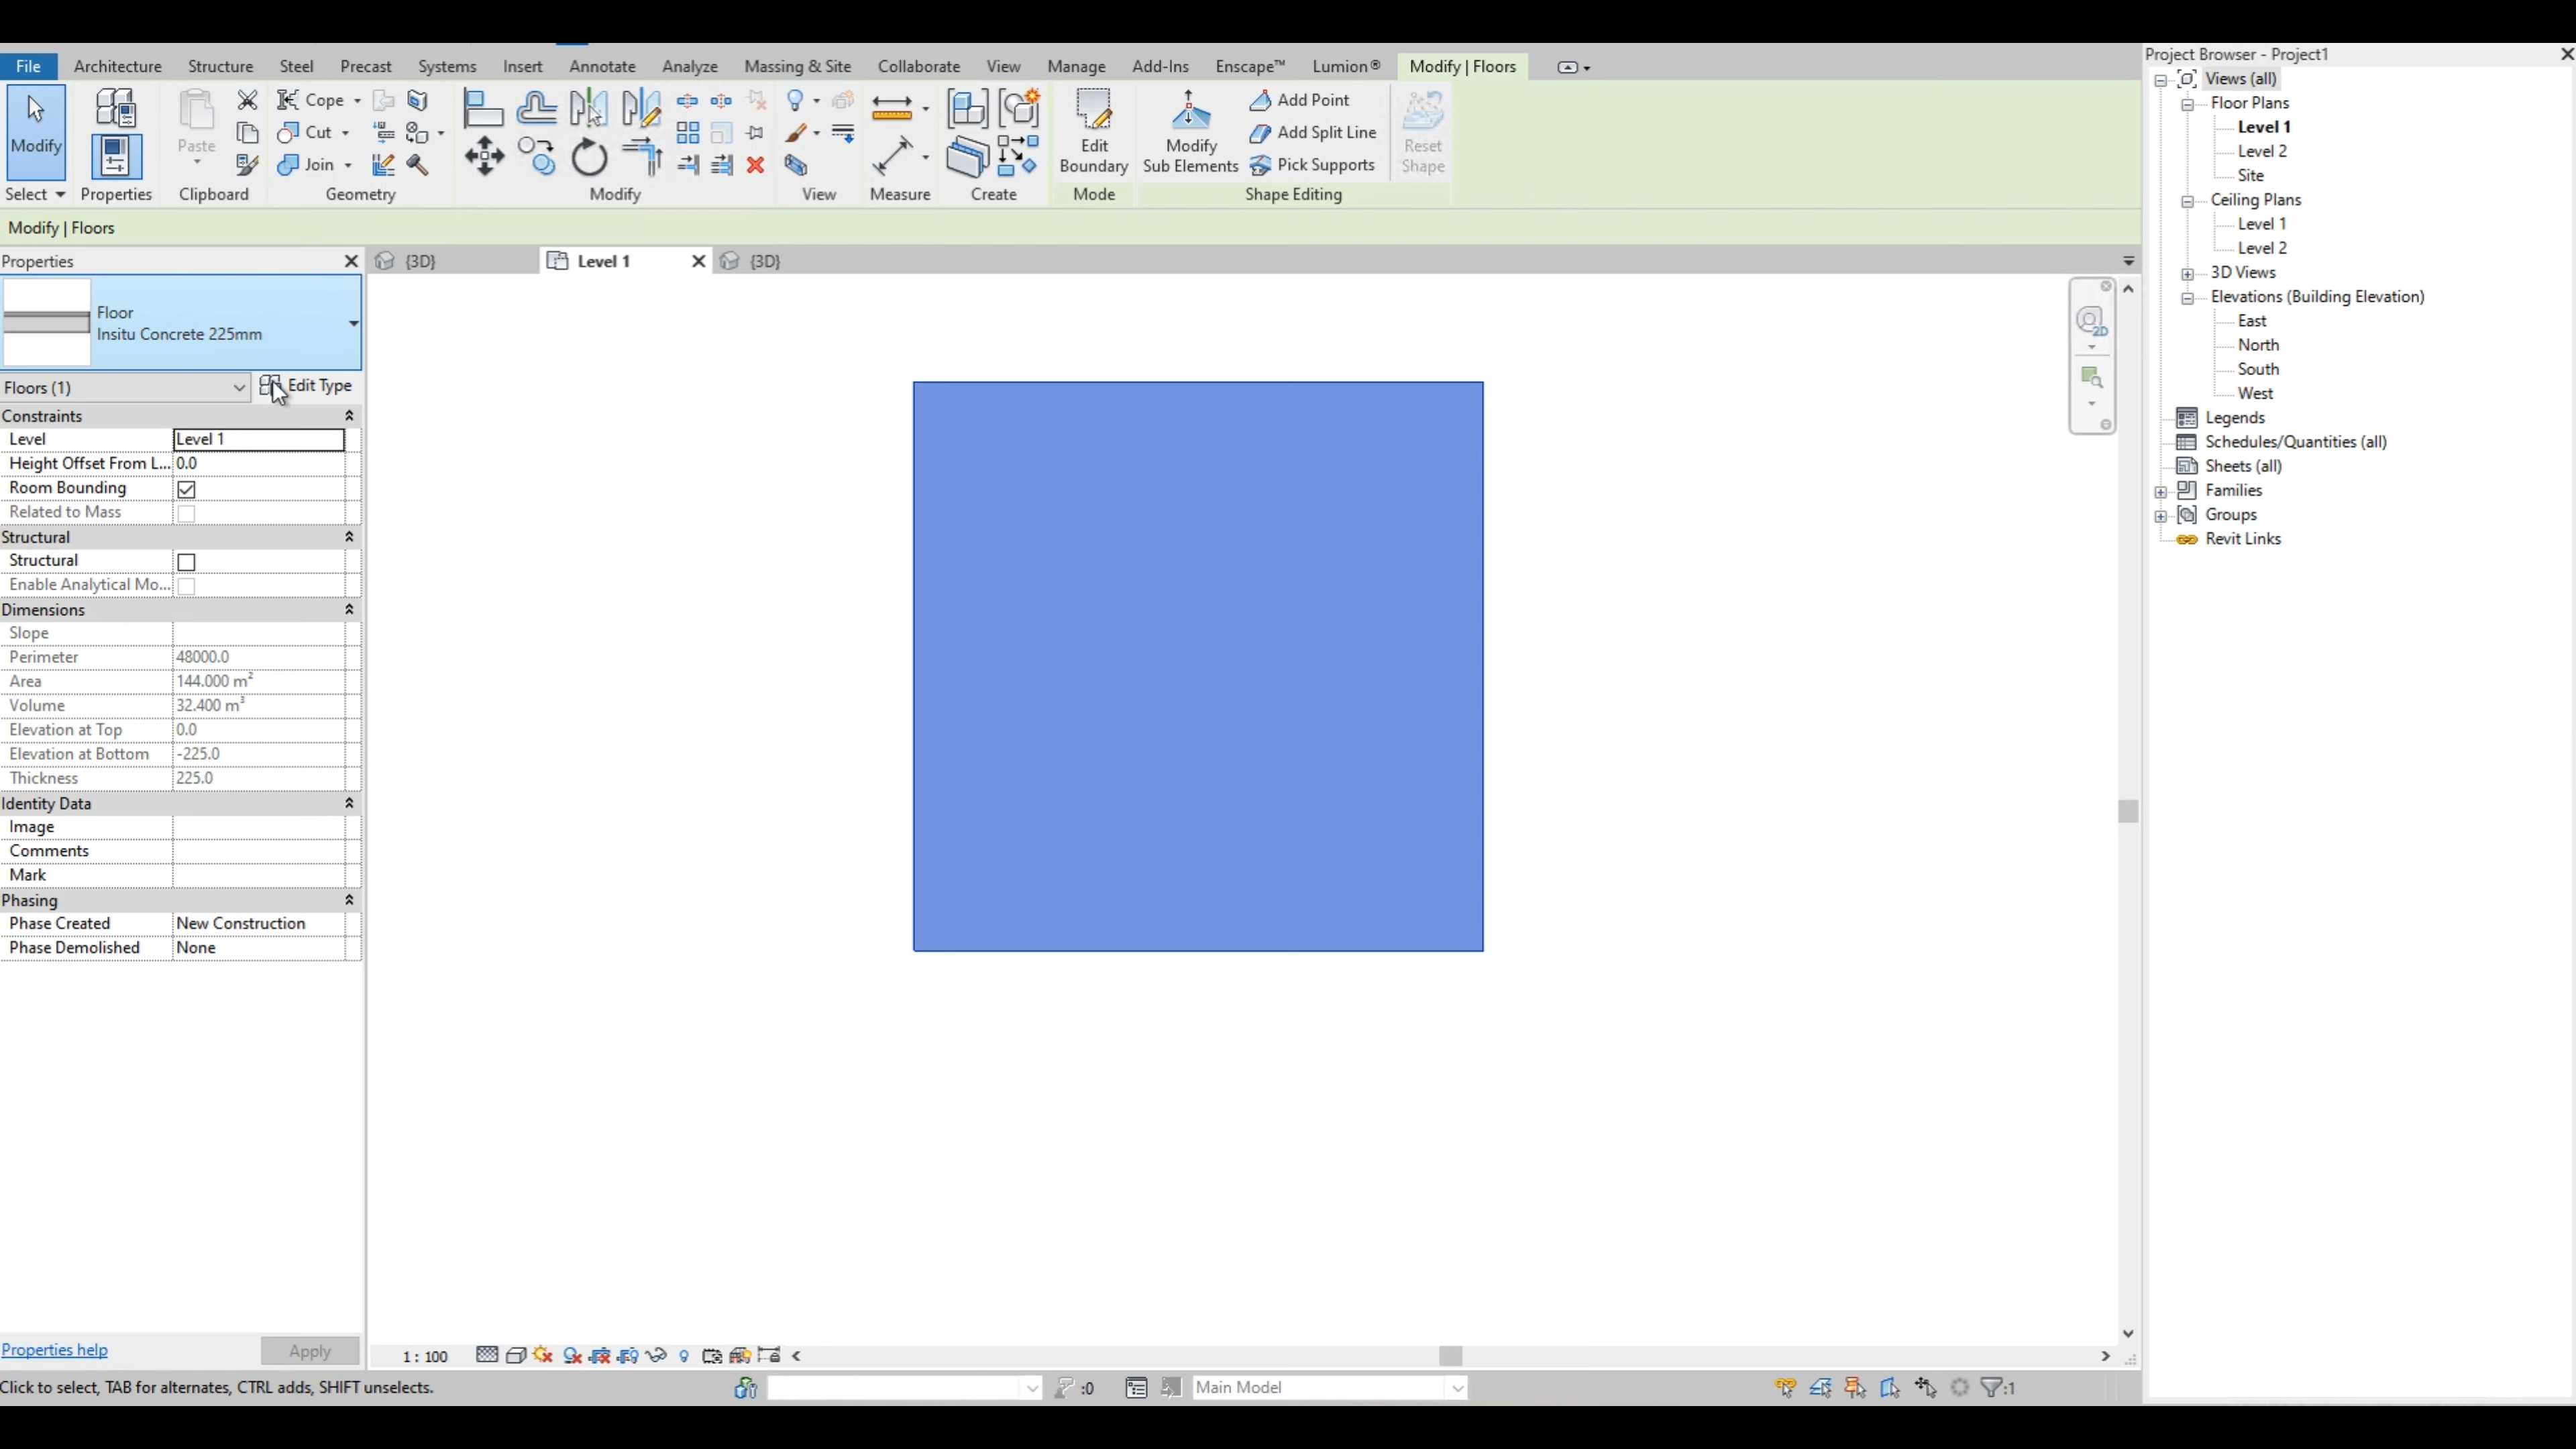 File Architecture Structure Steel Precast Systems Insert Annotate Analyze Massing & Site Collaborate View Manage Add-Ins Enscape™ Lumion® Modify | Floors
Modify
Select
Properties
Paste
Clipboard
Cope
Cut
Join
Geometry
Modify
View
Measure
Create
Edit
Boundary
Mode
Modify
Sub Elements
Add Point
Add Split Line
Pick Supports
Reset
Shape
Shape Editing
Modify | Floors
Properties
{3D}
Level 1
{3D}
Floor
Insitu Concrete 225mm
Floors (1)
Edit Type
Constraints
Level Level 1
Height Offset From L... 0.0
Room Bounding
Related to Mass
Structural
Structural
Enable Analytical Mo...
Dimensions
Slope
Perimeter 48000.0
Area 144.000 m²
Volume 32.400 m³
Elevation at Top 0.0
Elevation at Bottom -225.0
Thickness 225.0
Identity Data
Image
Comments
Mark
Phasing
Phase Created New Construction
Phase Demolished None
Properties help
Apply
2D
1 : 100
Click to select, TAB for alternates, CTRL adds, SHIFT unselects.
:0
Main Model
:1
Project Browser - Project1
Views (all)
Floor Plans
Level 1
Level 2
Site
Ceiling Plans
Level 1
Level 2
3D Views
Elevations (Building Elevation)
East
North
South
West
Legends
Schedules/Quantities (all)
Sheets (all)
Families
Groups
Revit Links